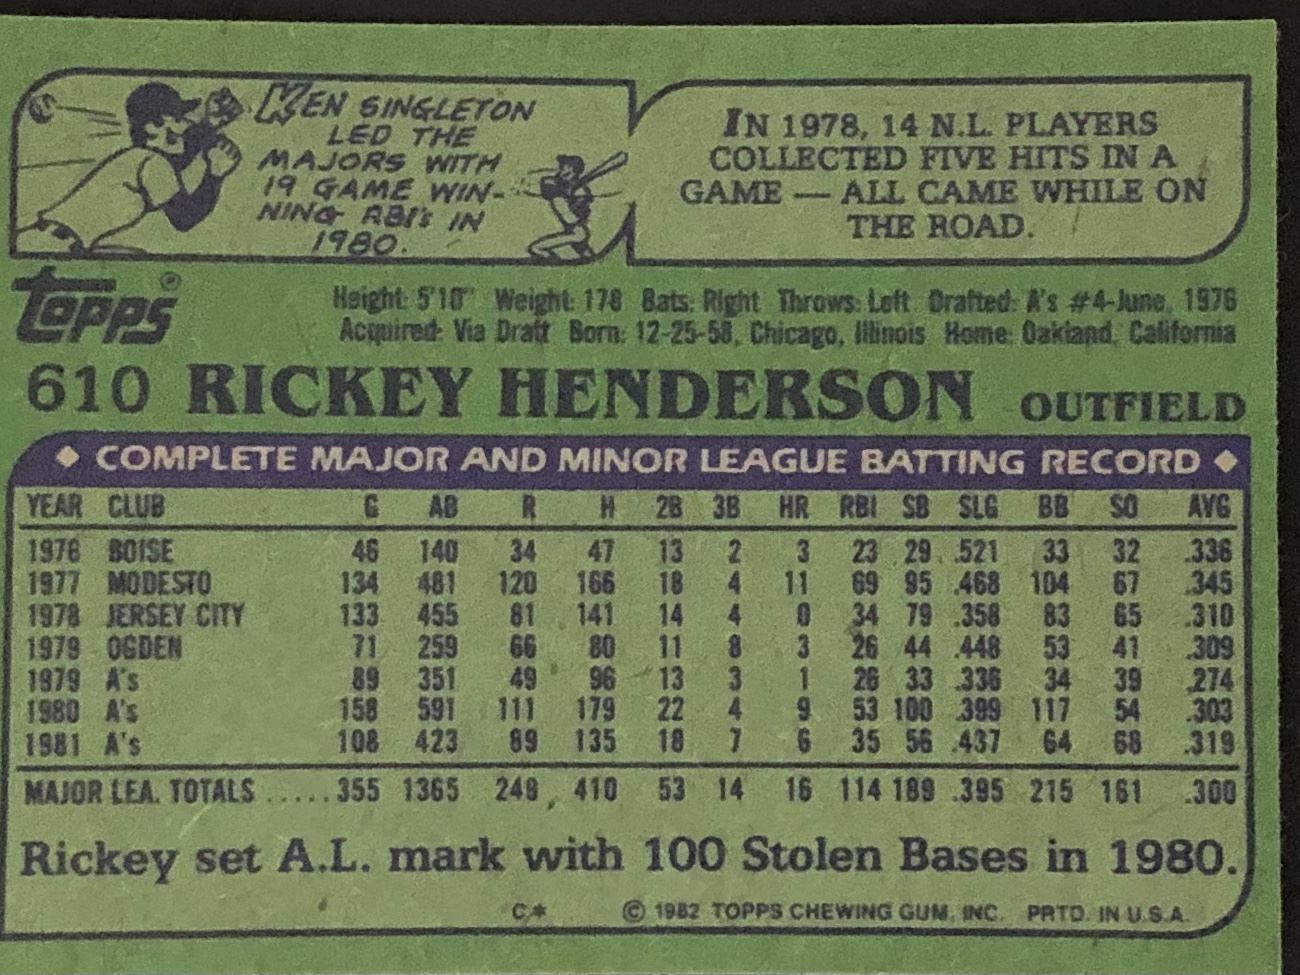 KEN SINGLETON
LED THE
MAJORS WITH
19 GAME WIN-
NING RBI's IN
1980.
IN 1978, 14 N.L. PLAYERS
COLLECTED FIVE HITS IN A
GAME — ALL CAME WHILE ON
THE ROAD.
Topps®
Height: 5'10" Weight: 178 Bats: Right Throws: Left Drafted: A's #4-June, 1976
Acquired: Via Draft Born: 12-25-58, Chicago, Illinois Home: Oakland, California
610 RICKEY HENDERSON OUTFIELD
◆ COMPLETE MAJOR AND MINOR LEAGUE BATTING RECORD ◆
YEAR CLUB G AB R H 2B 3B HR RBI SB SLG BB SO AVG
1976 BOISE 46 140 34 47 13 2 3 23 29 .521 33 32 .336
1977 MODESTO 134 481 120 166 18 4 11 69 95 .468 104 67 .345
1978 JERSEY CITY 133 455 81 141 14 4 0 34 79 .358 83 65 .310
1979 OGDEN 71 259 66 80 11 8 3 26 44 .448 53 41 .309
1979 A's 89 351 49 96 13 3 1 26 33 .336 34 39 .274
1980 A's 158 591 111 179 22 4 9 53 100 .399 117 54 .303
1981 A's 108 423 89 135 18 7 6 35 56 .437 64 68 .319
MAJOR LEA. TOTALS ..... 355 1365 249 410 53 14 16 114 189 .395 215 161 .300
Rickey set A.L. mark with 100 Stolen Bases in 1980.
C* © 1982 TOPPS CHEWING GUM, INC. PRTD. IN U.S.A.